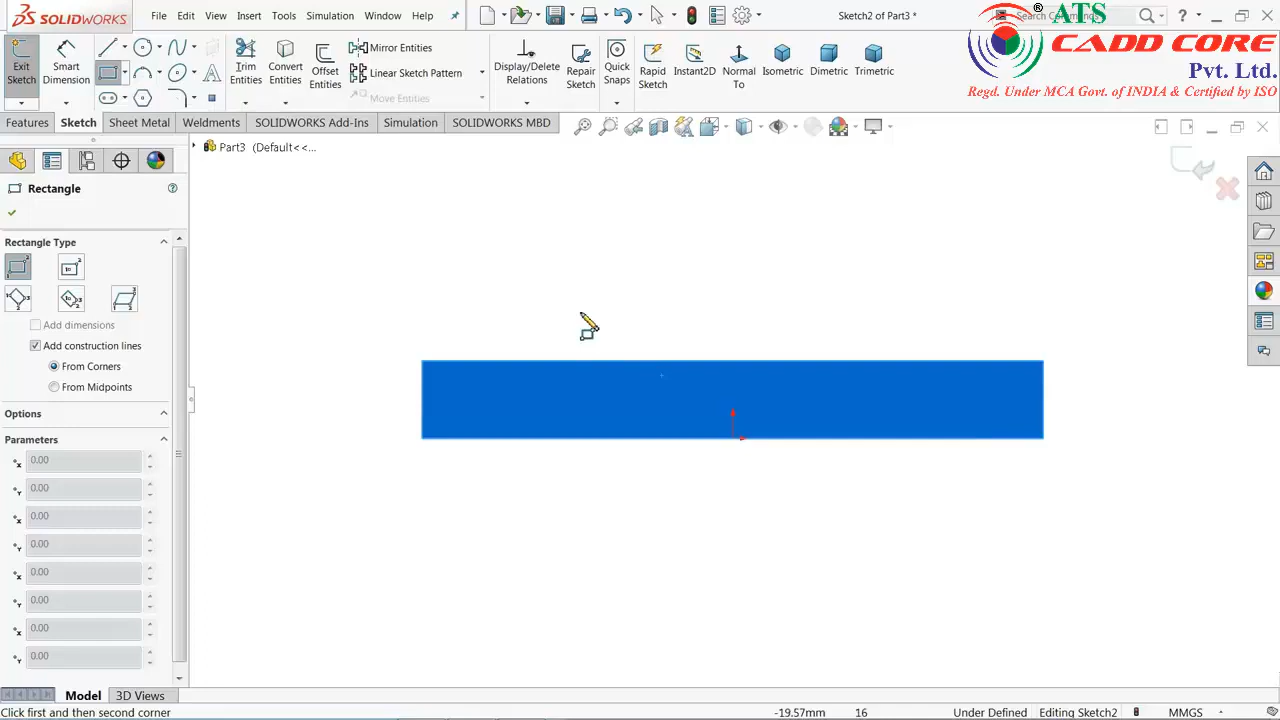 SOLIDWORKS
File
Edit
View
Insert
Tools
Simulation
Window
Help
Sketch2 of Part3 *
Search Commands
?
®
ATS
CADD CORE
Pvt. Ltd.
Regd. Under MCA Govt. of INDIA & Certified by ISO
Exit Sketch
Smart Dimension
Trim Entities
Convert Entities
Offset Entities
Mirror Entities
Linear Sketch Pattern
Move Entities
Display/Delete Relations
Repair Sketch
Quick Snaps
Rapid Sketch
Instant2D
Normal To
Isometric
Dimetric
Trimetric
Features
Sketch
Sheet Metal
Weldments
SOLIDWORKS Add-Ins
Simulation
SOLIDWORKS MBD
Part3 (Default<<...
Rectangle
Rectangle Type
Add dimensions
Add construction lines
From Corners
From Midpoints
Options
Parameters
0.00
0.00
0.00
0.00
0.00
0.00
0.00
0.00
Model
3D Views
Click first and then second corner
-19.57mm
16
Under Defined
Editing Sketch2
MMGS